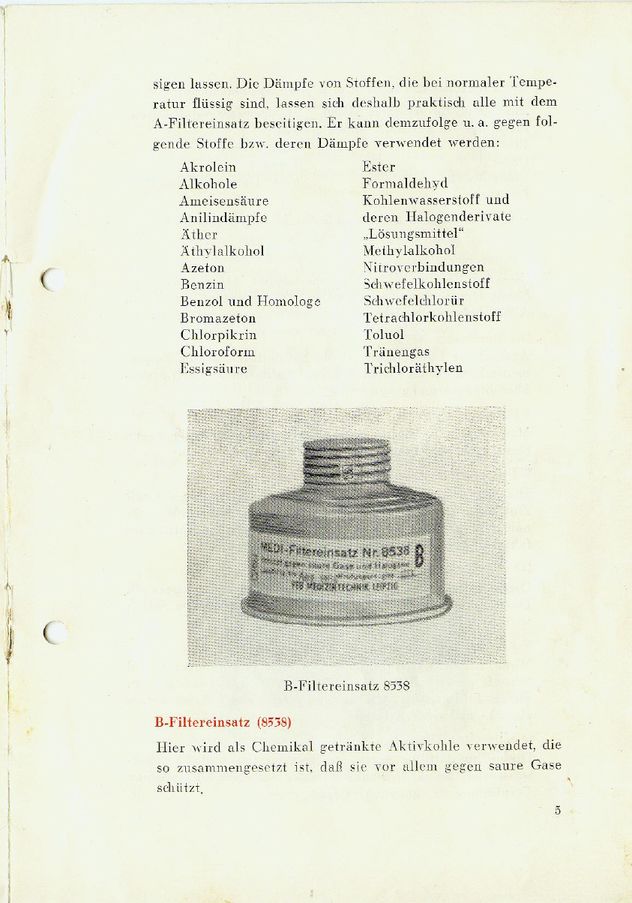 sigen lassen. Die Dämpfe von Stoffen, die bei normaler Tempe-
ratur flüssig sind, lassen sich deshalb praktisch alle mit dem
A-Filtereinsatz beseitigen. Er kann demzufolge u. a. gegen fol-
gende Stoffe bzw. deren Dämpfe verwendet werden:
Akrolein
Alkohole
Ameisensäure
Anilindämpfe
Äther
Äthylalkohol
Azeton
Benzin
Benzol und Homologe
Bromazeton
Chlorpikrin
Chloroform
Essigsäure
Ester
Formaldehyd
Kohlenwasserstoff und
deren Halogenderivate
„Lösungsmittel“
Methylalkohol
Nitroverbindungen
Schwefelkohlenstoff
Schwefelchlorür
Tetrachlorkohlenstoff
Toluol
Tränengas
Trichloräthylen
MEDI-Filtereinsatz Nr. 8538 B
gegen saure Gase und Halogene
VEB MEDIZINTECHNIK LEIPZIG
B-Filtereinsatz 8538
B-Filtereinsatz (8538)
Hier wird als Chemikal getränkte Aktivkohle verwendet, die
so zusammengesetzt ist, daß sie vor allem gegen saure Gase
schützt.
5